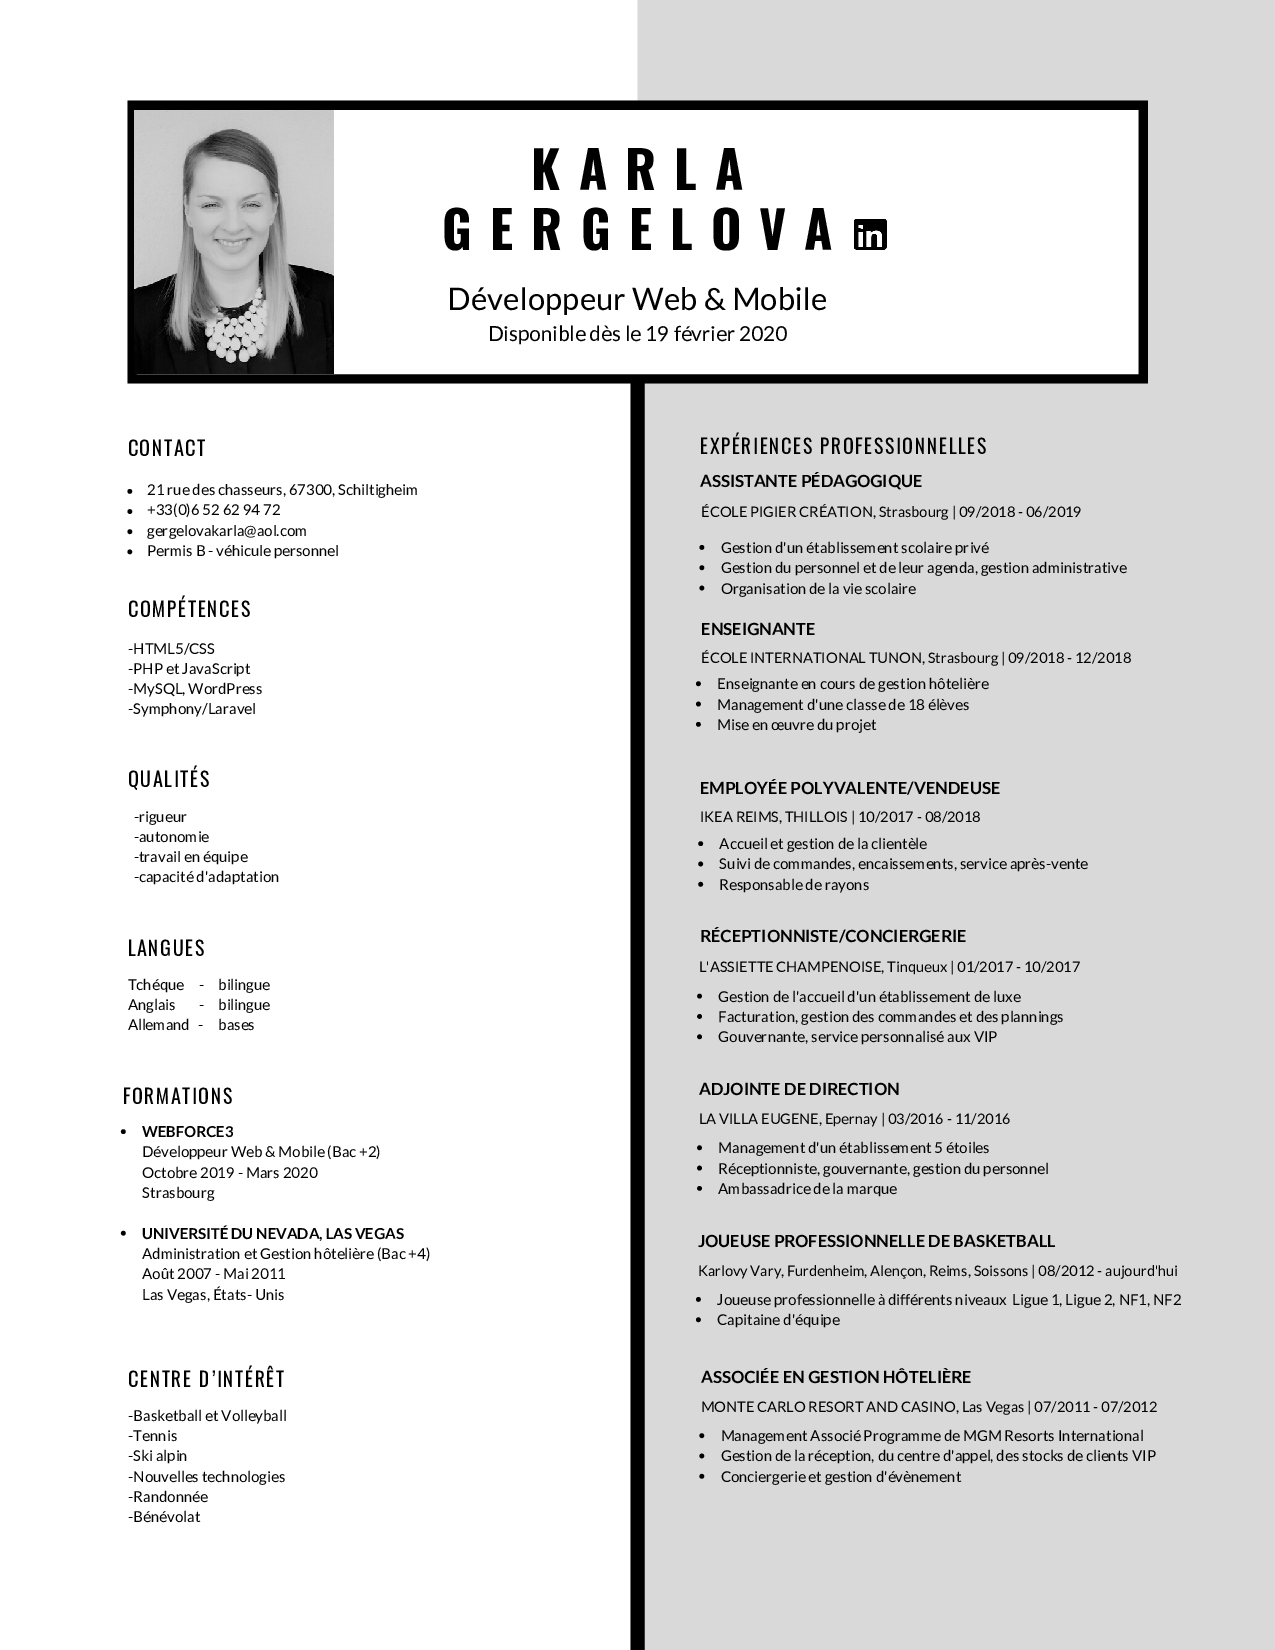 KARLA
GERGELOVA in
Développeur Web & Mobile
Disponible dès le 19 février 2020
CONTACT
• 21 rue des chasseurs, 67300, Schiltigheim
• +33(0)6 52 62 94 72
• gergelovakarla@aol.com
• Permis B - véhicule personnel
COMPÉTENCES
-HTML5/CSS
-PHP et JavaScript
-MySQL, WordPress
-Symphony/Laravel
QUALITÉS
-rigueur
-autonomie
-travail en équipe
-capacité d'adaptation
LANGUES
Tchéque - bilingue
Anglais - bilingue
Allemand - bases
FORMATIONS
• WEBFORCE3
Développeur Web & Mobile (Bac +2)
Octobre 2019 - Mars 2020
Strasbourg
• UNIVERSITÉ DU NEVADA, LAS VEGAS
Administration et Gestion hôtelière (Bac +4)
Août 2007 - Mai 2011
Las Vegas, États- Unis
CENTRE D’INTÉRÊT
-Basketball et Volleyball
-Tennis
-Ski alpin
-Nouvelles technologies
-Randonnée
-Bénévolat
EXPÉRIENCES PROFESSIONNELLES
ASSISTANTE PÉDAGOGIQUE
ÉCOLE PIGIER CRÉATION, Strasbourg | 09/2018 - 06/2019
• Gestion d'un établissement scolaire privé
• Gestion du personnel et de leur agenda, gestion administrative
• Organisation de la vie scolaire
ENSEIGNANTE
ÉCOLE INTERNATIONAL TUNON, Strasbourg | 09/2018 - 12/2018
• Enseignante en cours de gestion hôtelière
• Management d'une classe de 18 élèves
• Mise en œuvre du projet
EMPLOYÉE POLYVALENTE/VENDEUSE
IKEA REIMS, THILLOIS | 10/2017 - 08/2018
• Accueil et gestion de la clientèle
• Suivi de commandes, encaissements, service après-vente
• Responsable de rayons
RÉCEPTIONNISTE/CONCIERGERIE
L'ASSIETTE CHAMPENOISE, Tinqueux | 01/2017 - 10/2017
• Gestion de l'accueil d'un établissement de luxe
• Facturation, gestion des commandes et des plannings
• Gouvernante, service personnalisé aux VIP
ADJOINTE DE DIRECTION
LA VILLA EUGENE, Epernay | 03/2016 - 11/2016
• Management d'un établissement 5 étoiles
• Réceptionniste, gouvernante, gestion du personnel
• Ambassadrice de la marque
JOUEUSE PROFESSIONNELLE DE BASKETBALL
Karlovy Vary, Furdenheim, Alençon, Reims, Soissons | 08/2012 - aujourd'hui
• Joueuse professionnelle à différents niveaux Ligue 1, Ligue 2, NF1, NF2
• Capitaine d'équipe
ASSOCIÉE EN GESTION HÔTELIÈRE
MONTE CARLO RESORT AND CASINO, Las Vegas | 07/2011 - 07/2012
• Management Associé Programme de MGM Resorts International
• Gestion de la réception, du centre d'appel, des stocks de clients VIP
• Conciergerie et gestion d'évènement